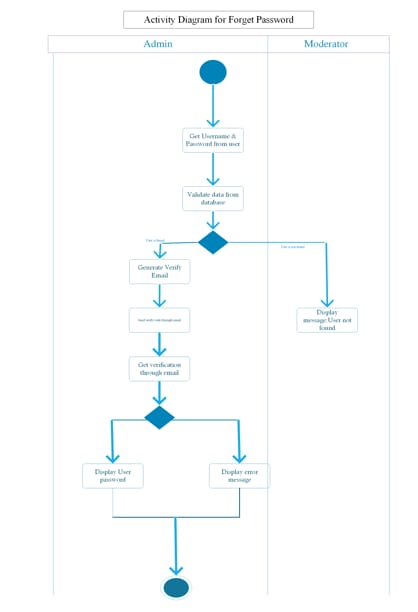 Activity Diagram for Forget Password
Admin
Moderator
Get Username &
Password from user
Validate data from
database
Generate Verify
Email
Display
message User not
found
Get verification
through email
Display User
password
Display error
message